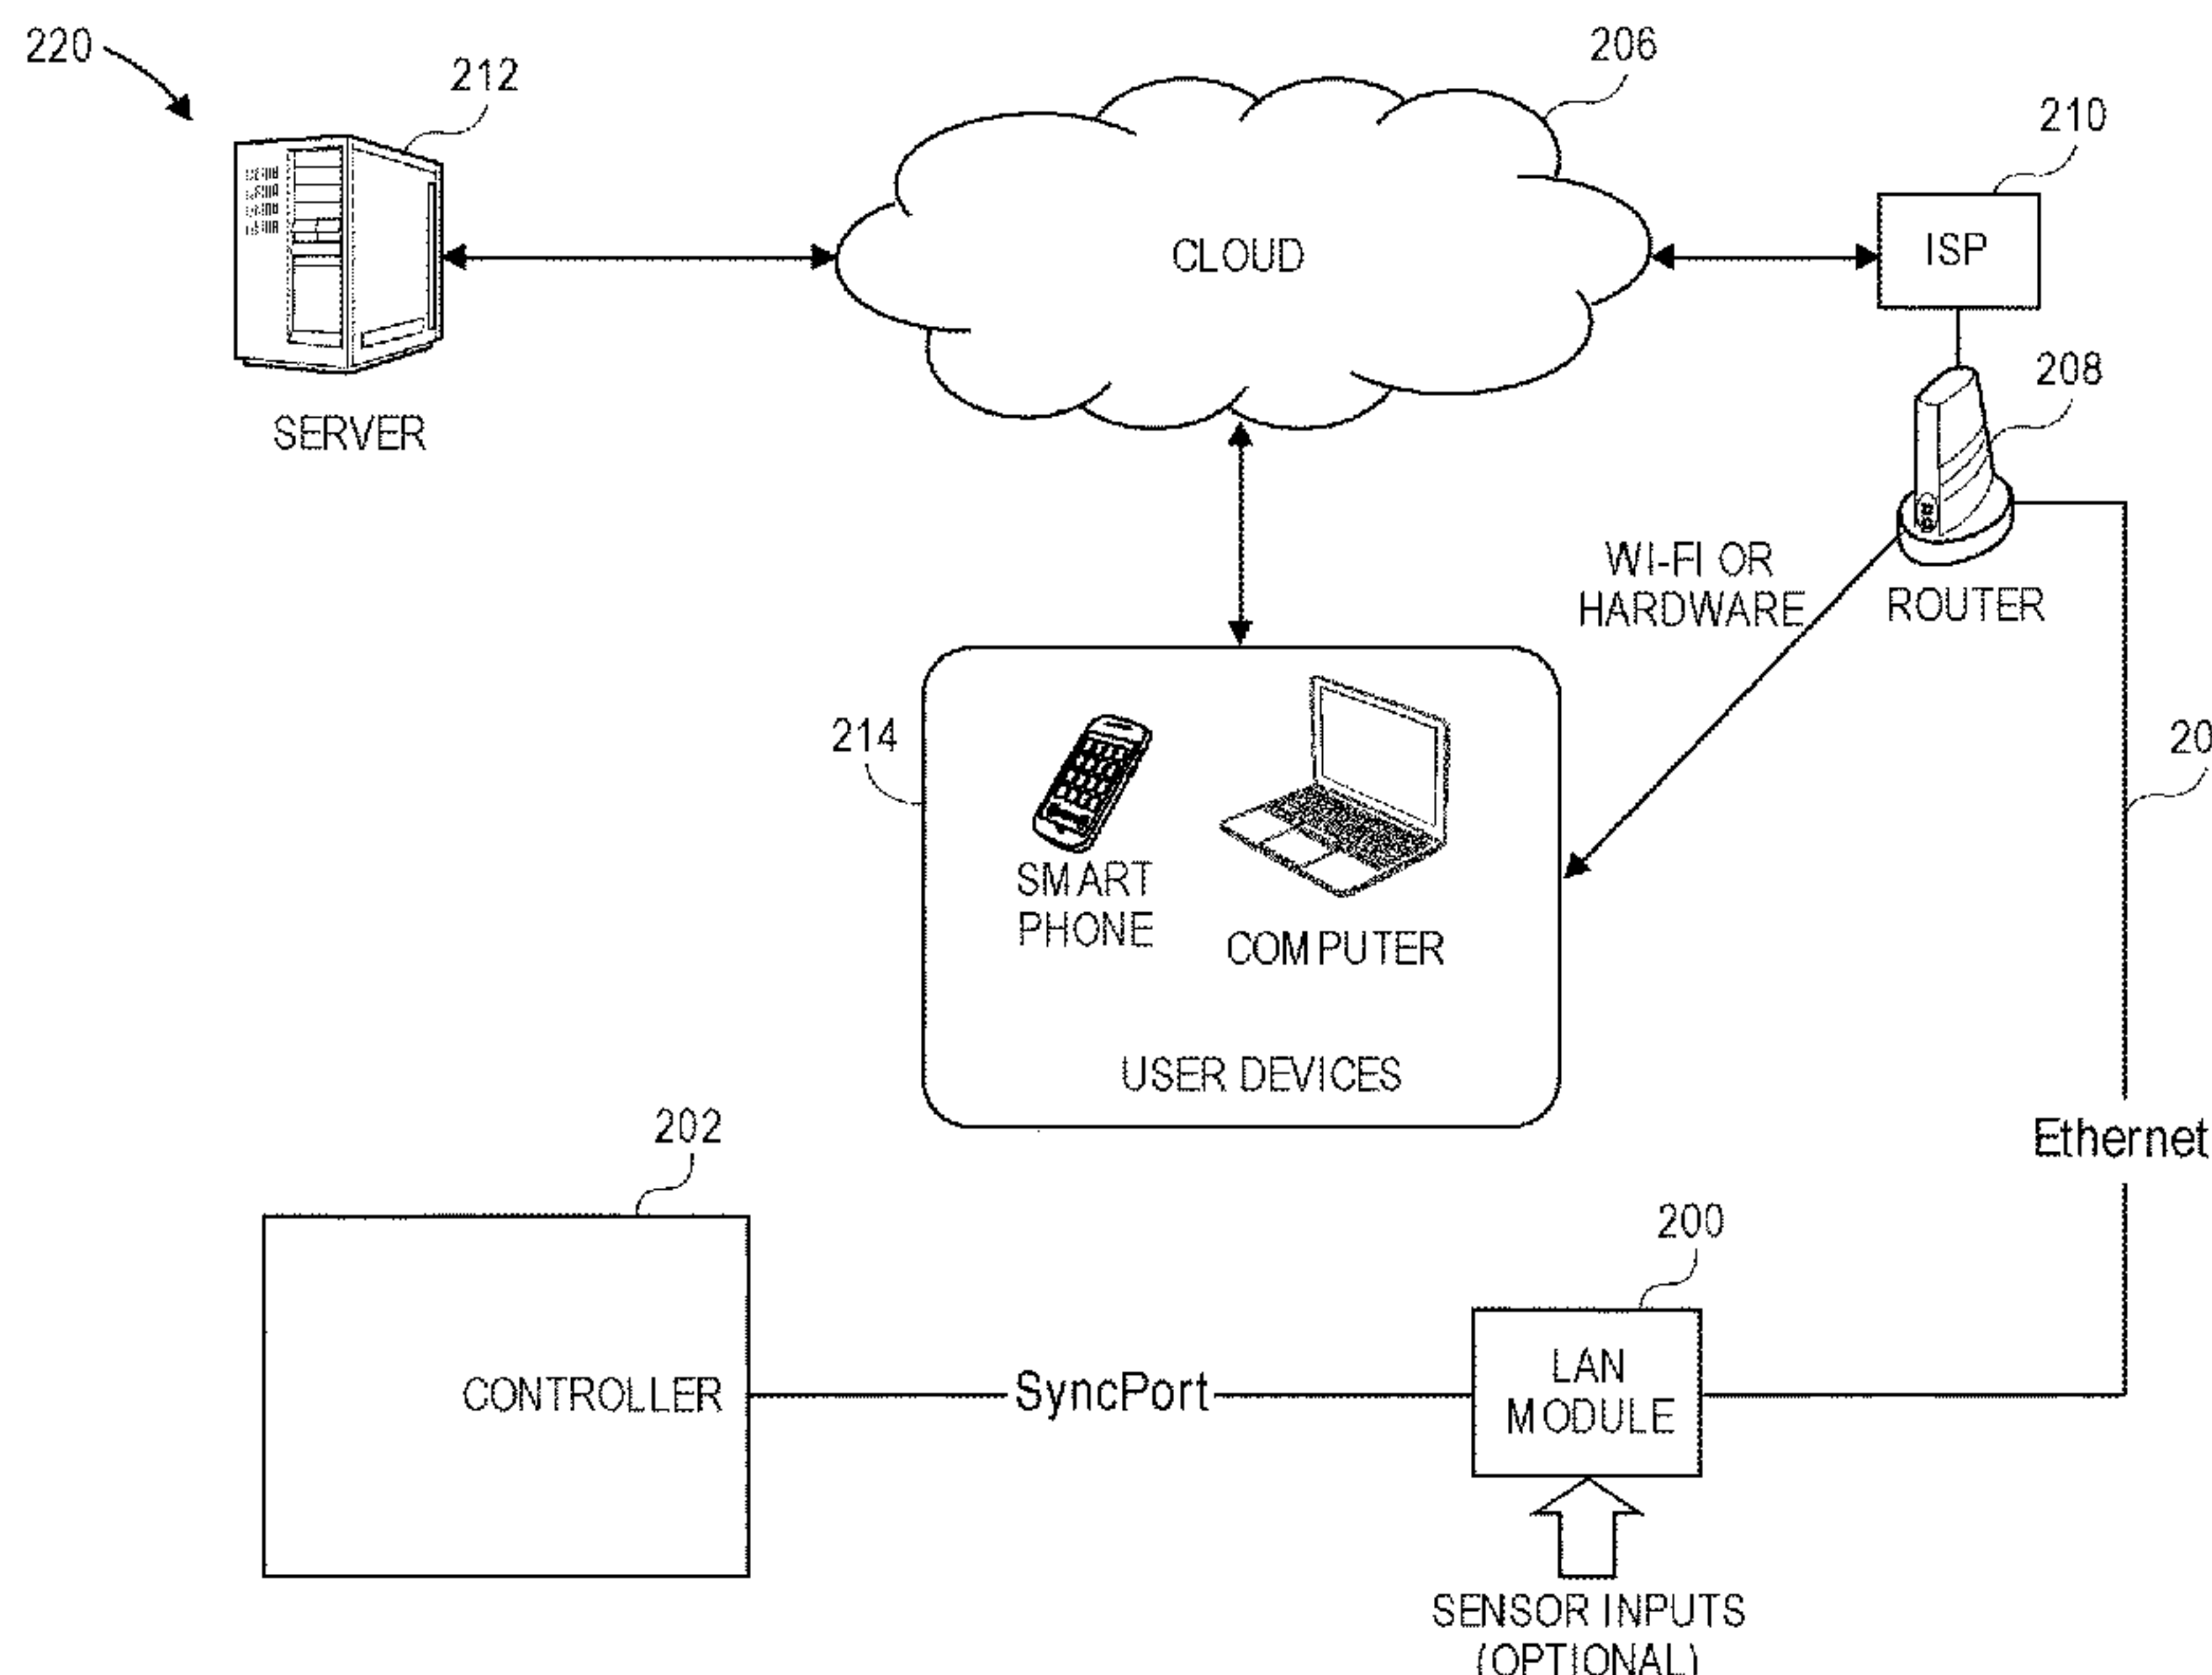 220
212
206
210
CLOUD
ISP
208
SERVER
WI-FI OR
HARDWARE
ROUTER
214
20
SMART
PHONE
COMPUTER
USER DEVICES
202
Ethernet
200
CONTROLLER
SyncPort
LAN
MODULE
SENSOR INPUTS
(OPTIONAL)